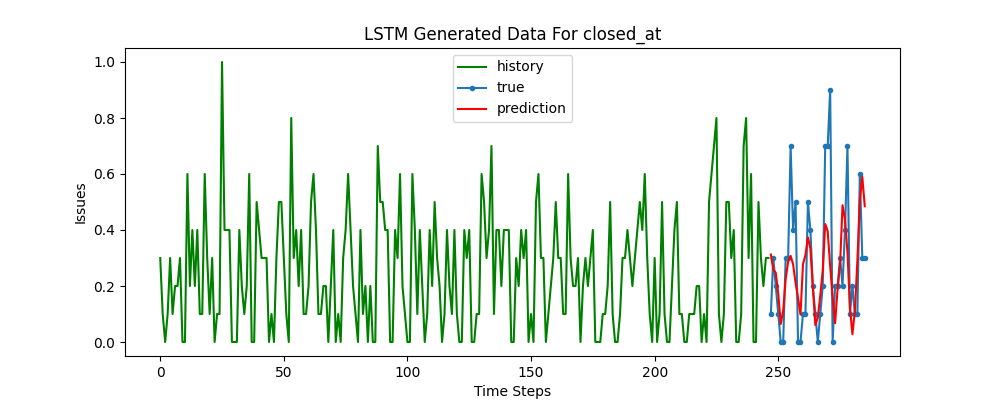 LSTM Generated Data For closed_at
history
true
prediction
1.0
0.8
0.6
0.4
0.2
0.0
Issues
0 50 100 150 200 250
Time Steps